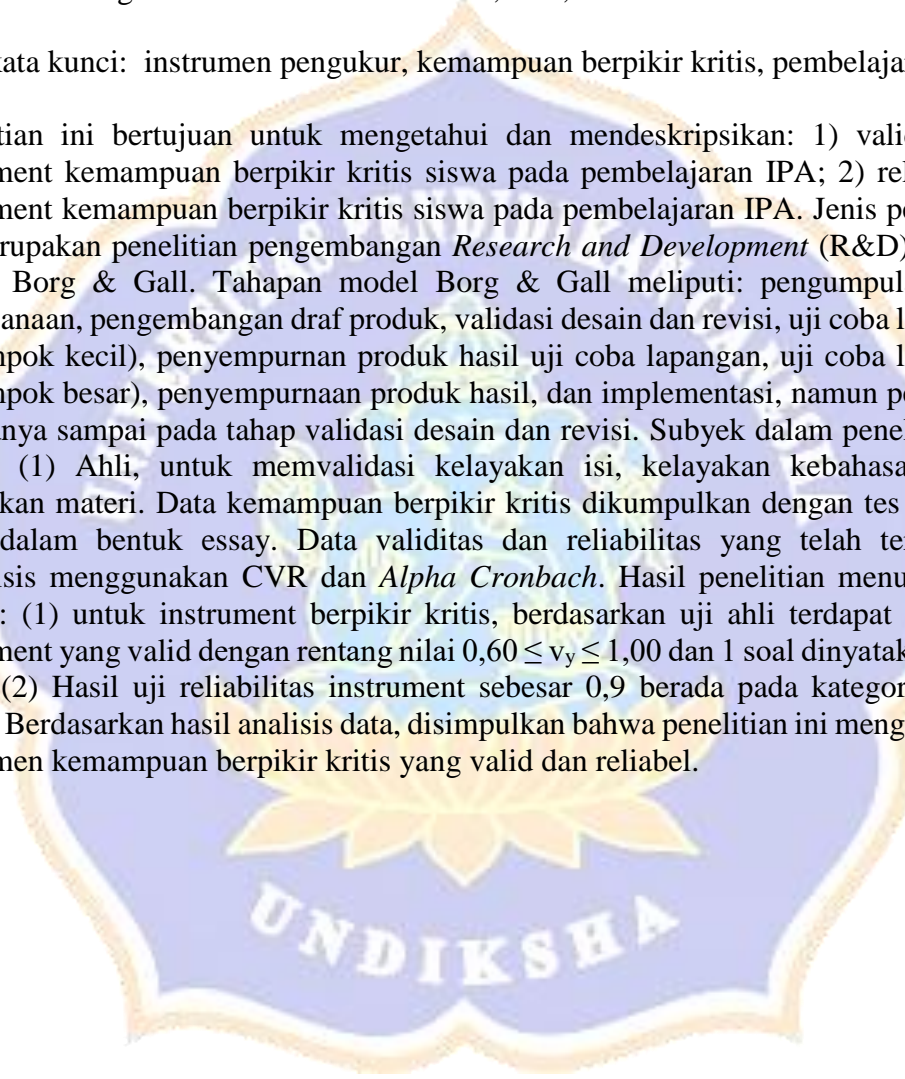 kata kunci: instrumen pengukur, kemampuan berpikir kritis, pembelajar
tian ini bertujuan untuk mengetahui dan mendeskripsikan: 1) valid
ment kemampuan berpikir kritis siswa pada pembelajaran IPA; 2) rel
ment kemampuan berpikir kritis siswa pada pembelajaran IPA. Jenis pe
rupakan penelitian pengembangan Research and Development (R&D)
Borg & Gall. Tahapan model Borg & Gall meliputi: pengumpul
anaan, pengembangan draf produk, validasi desain dan revisi, uji coba l
mpok kecil), penyempurnan produk hasil uji coba lapangan, uji coba l
mpok besar), penyempurnaan produk hasil, dan implementasi, namun pe
nya sampai pada tahap validasi desain dan revisi. Subyek dalam penel
(1) Ahli, untuk memvalidasi kelayakan isi, kelayakan kebahasa
kan materi. Data kemampuan berpikir kritis dikumpulkan dengan tes
dalam bentuk essay. Data validitas dan reliabilitas yang telah te
isis menggunakan CVR dan Alpha Cronbach. Hasil penelitian menu
: (1) untuk instrument berpikir kritis, berdasarkan uji ahli terdapat
ment yang valid dengan rentang nilai 0,60 ≤ vy ≤ 1,00 dan 1 soal dinyatak
(2) Hasil uji reliabilitas instrument sebesar 0,9 berada pada kategor
Berdasarkan hasil analisis data, disimpulkan bahwa penelitian ini meng
men kemampuan berpikir kritis yang valid dan reliabel.
UNDIKSHA